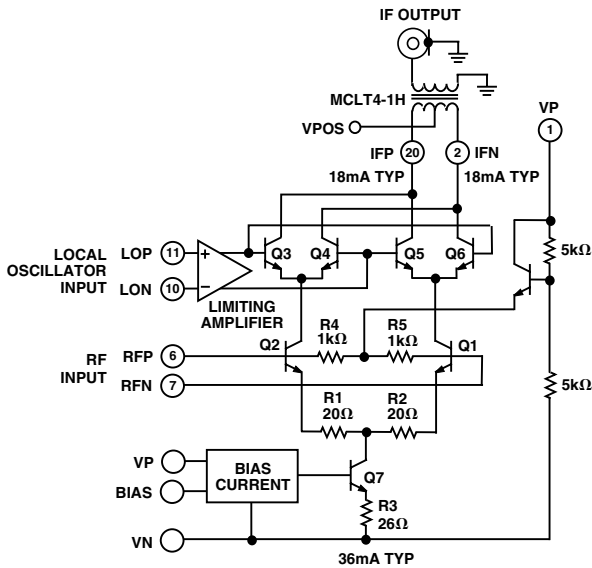 IF OUTPUT
MCLT4-1H
VP
VPOS
1
IFP
20
2
IFN
18mA TYP
18mA TYP
LOCAL
OSCILLATOR
INPUT
LOP
11
+
Q3
Q4
Q5
Q6
5kΩ
LON
10
–
LIMITING
AMPLIFIER
R4
1kΩ
R5
1kΩ
Q2
Q1
RF
INPUT
RFP
6
RFN
7
5kΩ
R1
20Ω
R2
20Ω
VP
BIAS
BIAS
CURRENT
Q7
R3
26Ω
VN
36mA TYP